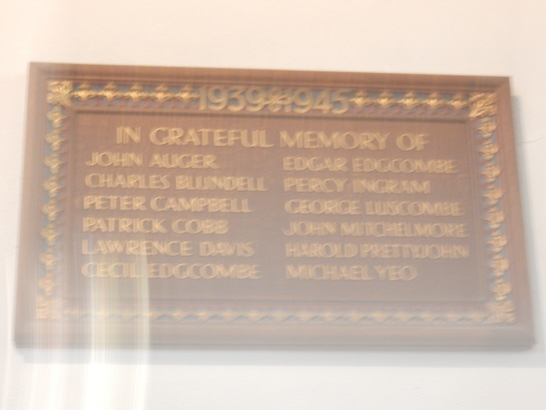 1939 1945
IN GRATEFUL MEMORY OF
JOHN AUGER
CHARLES BLUNDELL
PETER CAMPBELL
PATRICK COBB
LAWRENCE DAVIS
CECIL EDGCOMBE
EDGAR EDGCOMBE
PERCY INGRAM
GEORGE LUSCOMBE
JOHN MITCHELMORE
HAROLD PRETTYJOHN
MICHAEL YEO